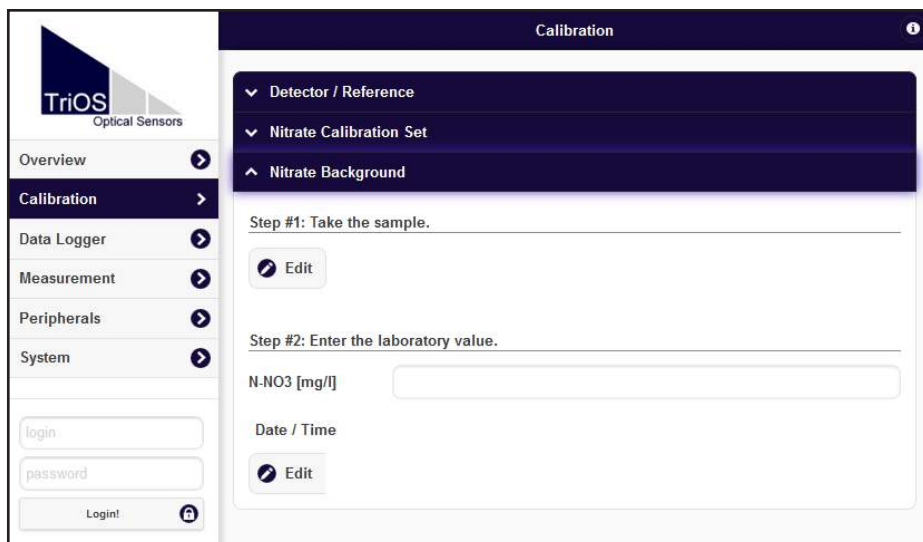 TriOS
Optical Sensors
Overview
Calibration
Data Logger
Measurement
Peripherals
System
login
password
Login!
Calibration
Detector / Reference
Nitrate Calibration Set
Nitrate Background
Step #1: Take the sample.
Edit
Step #2: Enter the laboratory value.
N-NO3 [mg/l]
Date / Time
Edit